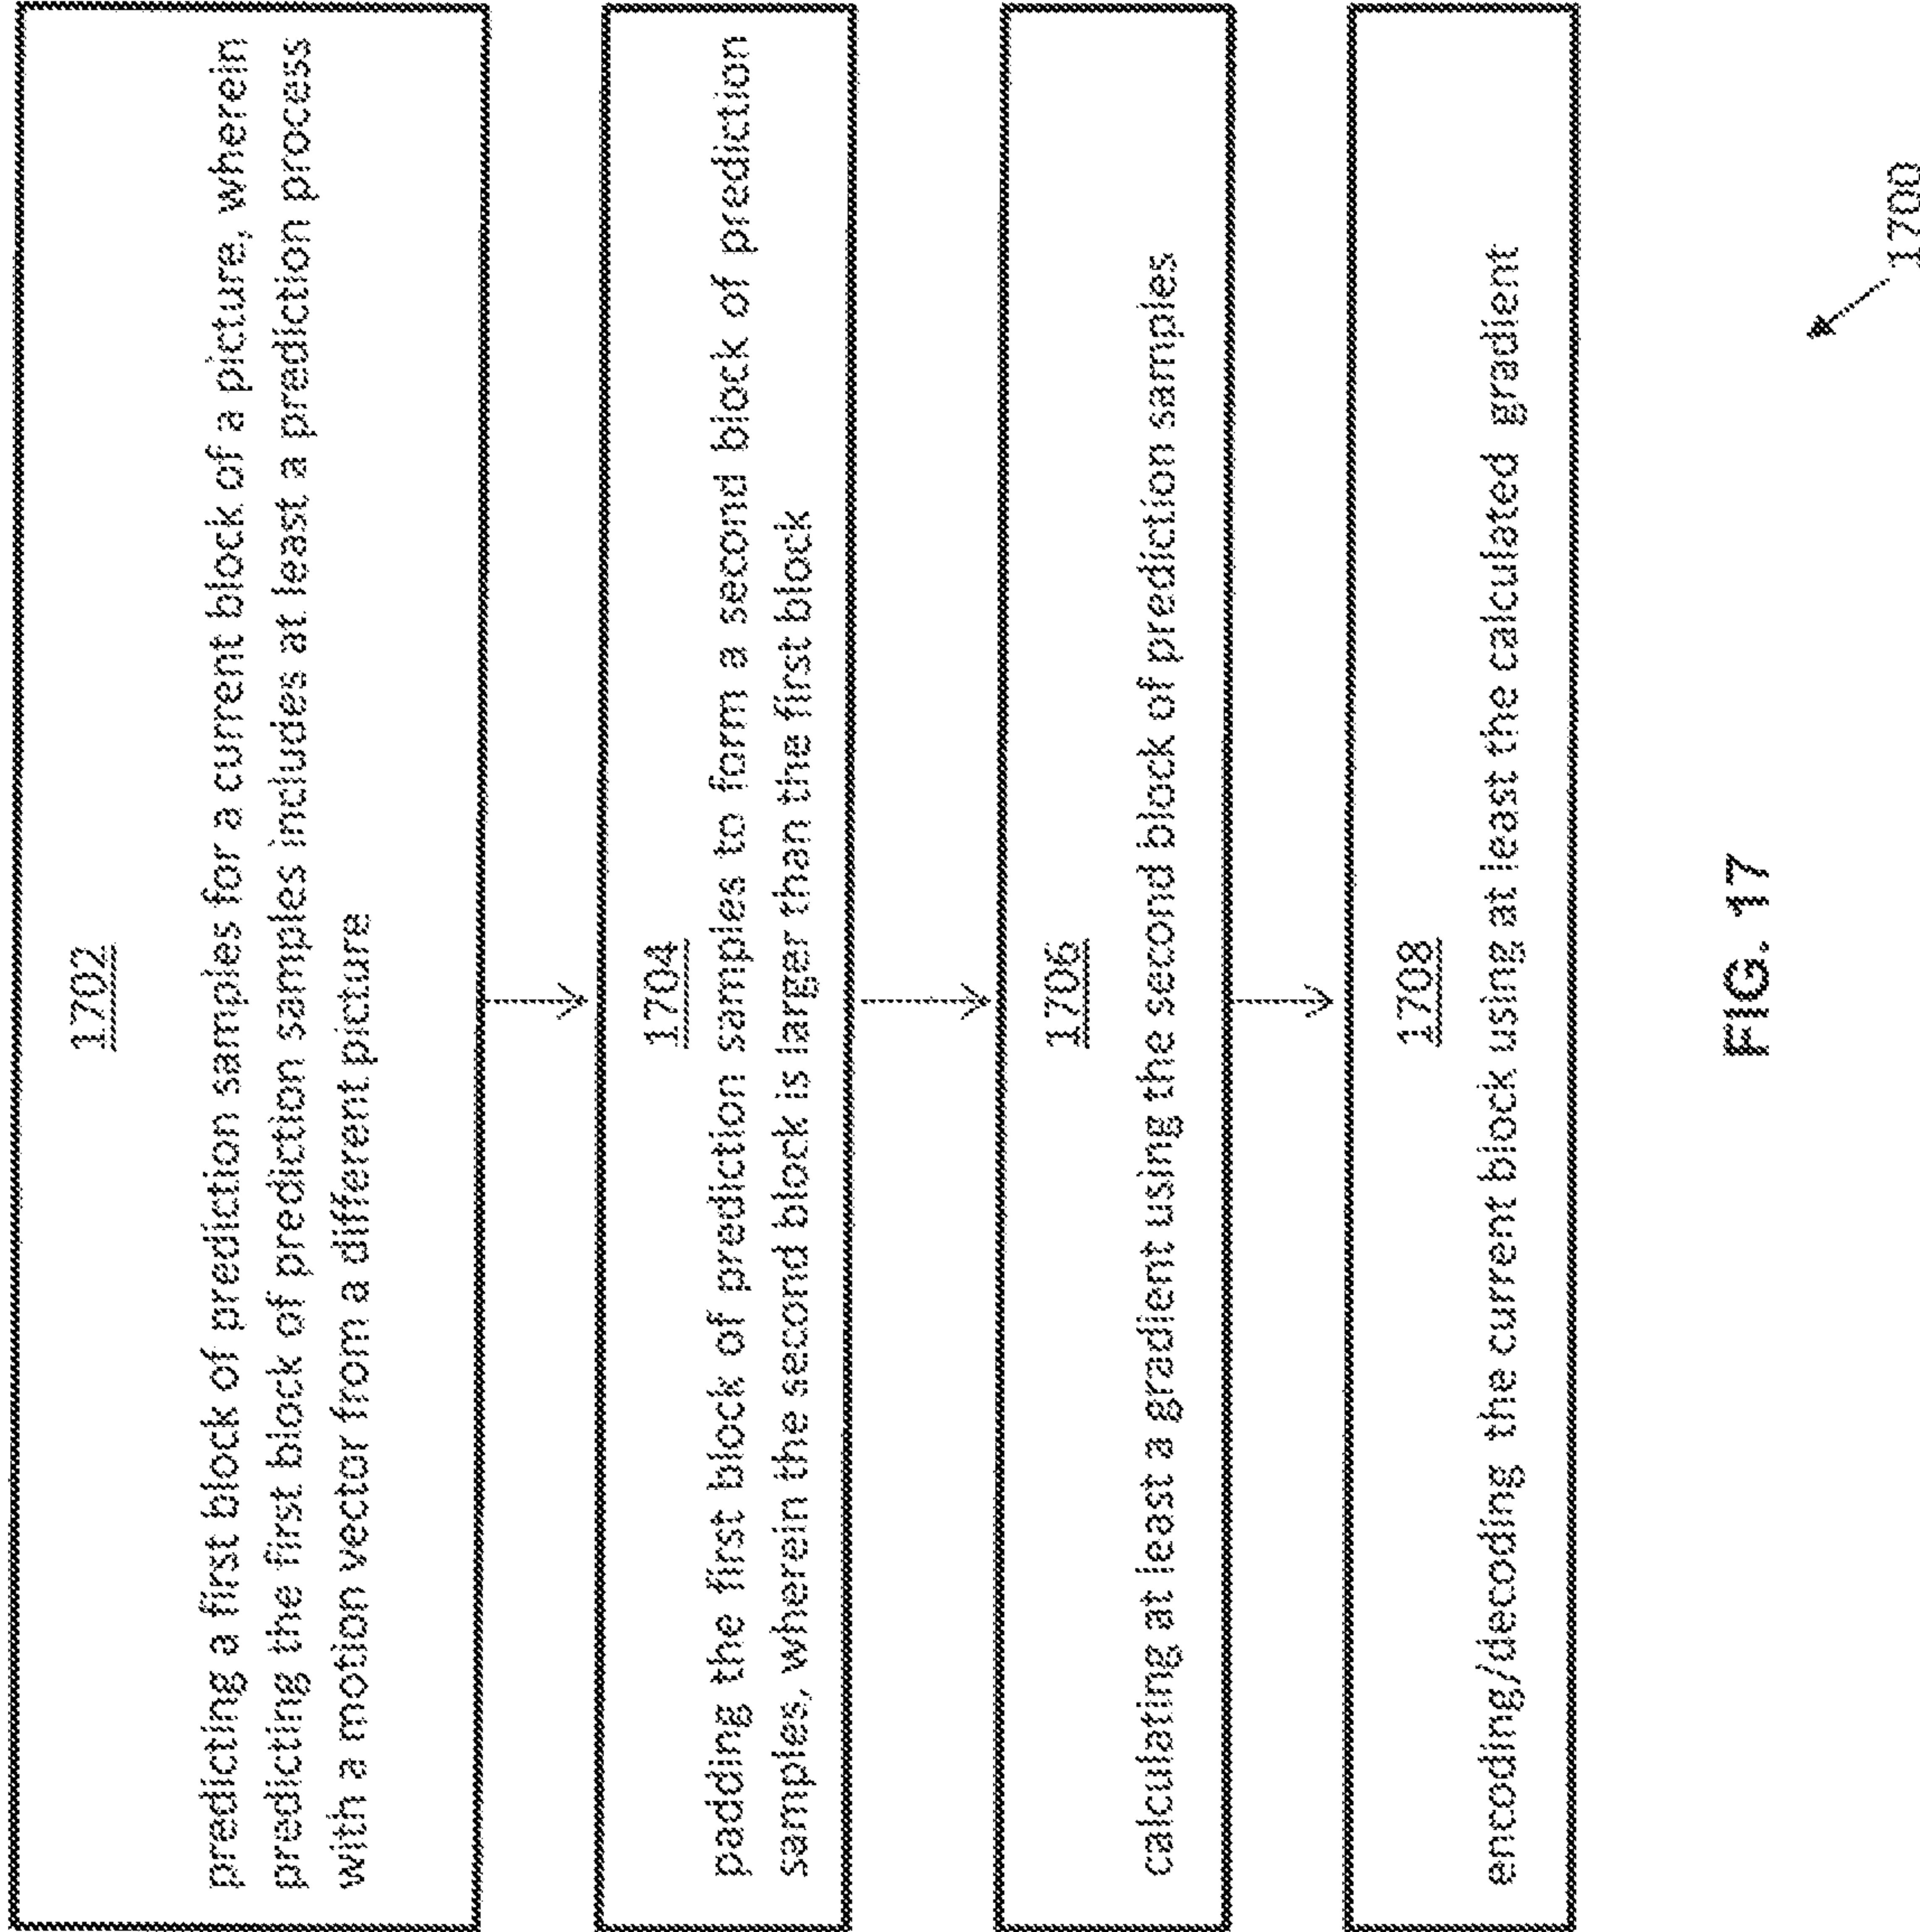 1702
predicting a first block of prediction samples for a current block of a picture, wherein
predicting the first block of prediction samples includes at least a prediction process
with a motion vector from a different picture
1704
padding the first block of prediction samples to form a second block of prediction
samples, wherein the second block is larger than the first block
1706
calculating at least a gradient using the second block of prediction samples
1708
encoding/decoding the current block using at least the calculated gradient
1700
FIG. 17